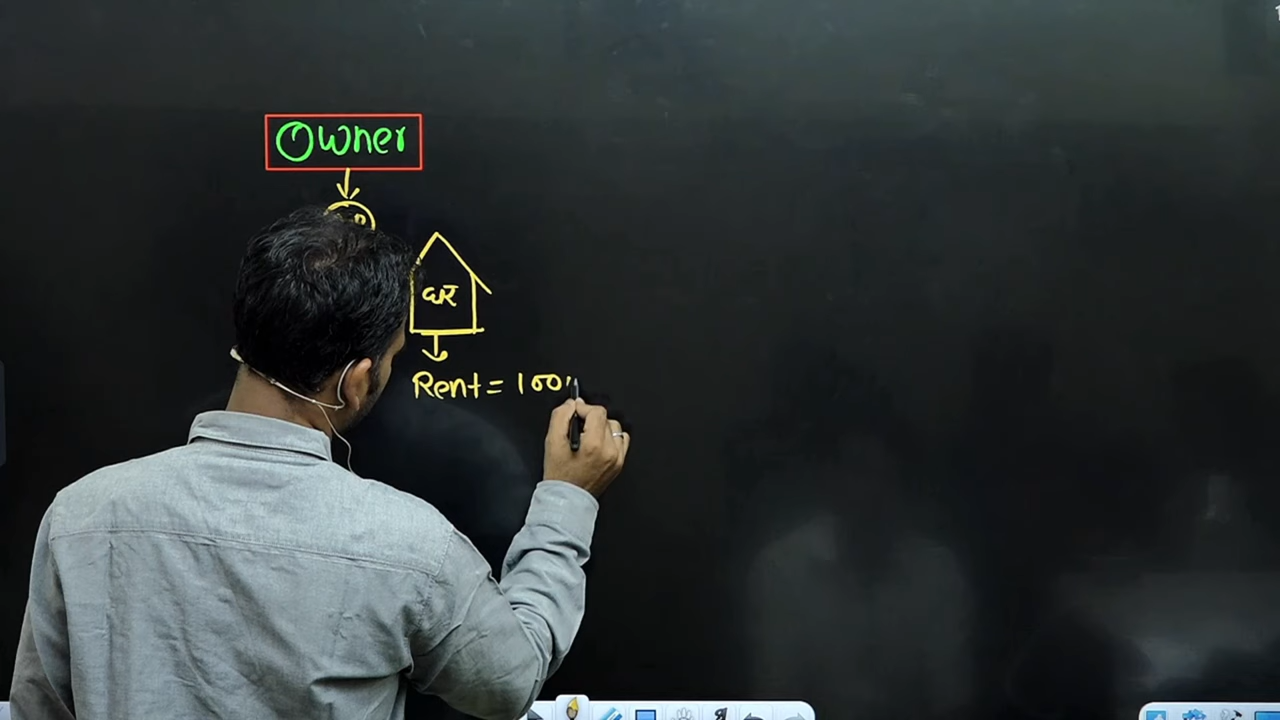 Owner
घर
Rent = 100